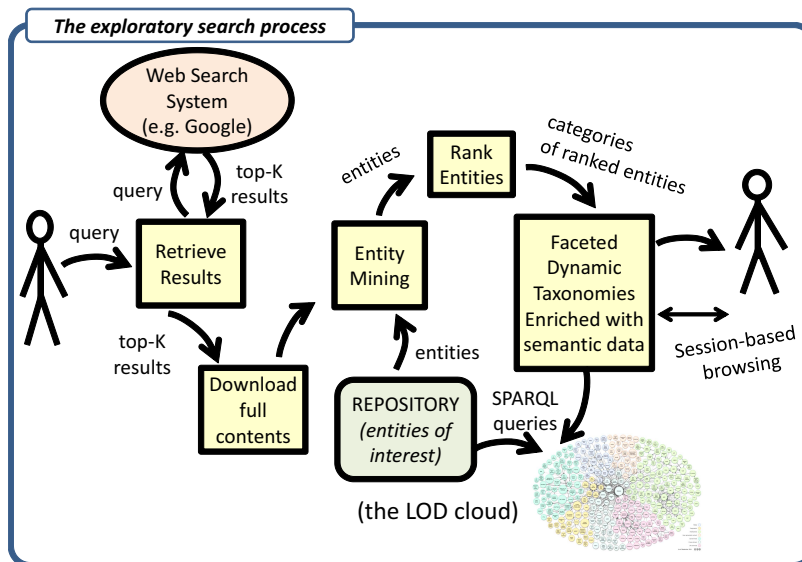 The exploratory search process
Web Search
System
(e.g. Google)
query
top-K
results
query
Retrieve
Results
top-K
results
Download
full
contents
Entity
Mining
entities
Rank
Entities
categories
of ranked entities
entities
REPOSITORY
(entities of
interest)
Faceted
Dynamic
Taxonomies
Enriched with
semantic data
Session-based
browsing
SPARQL
queries
(the LOD cloud)